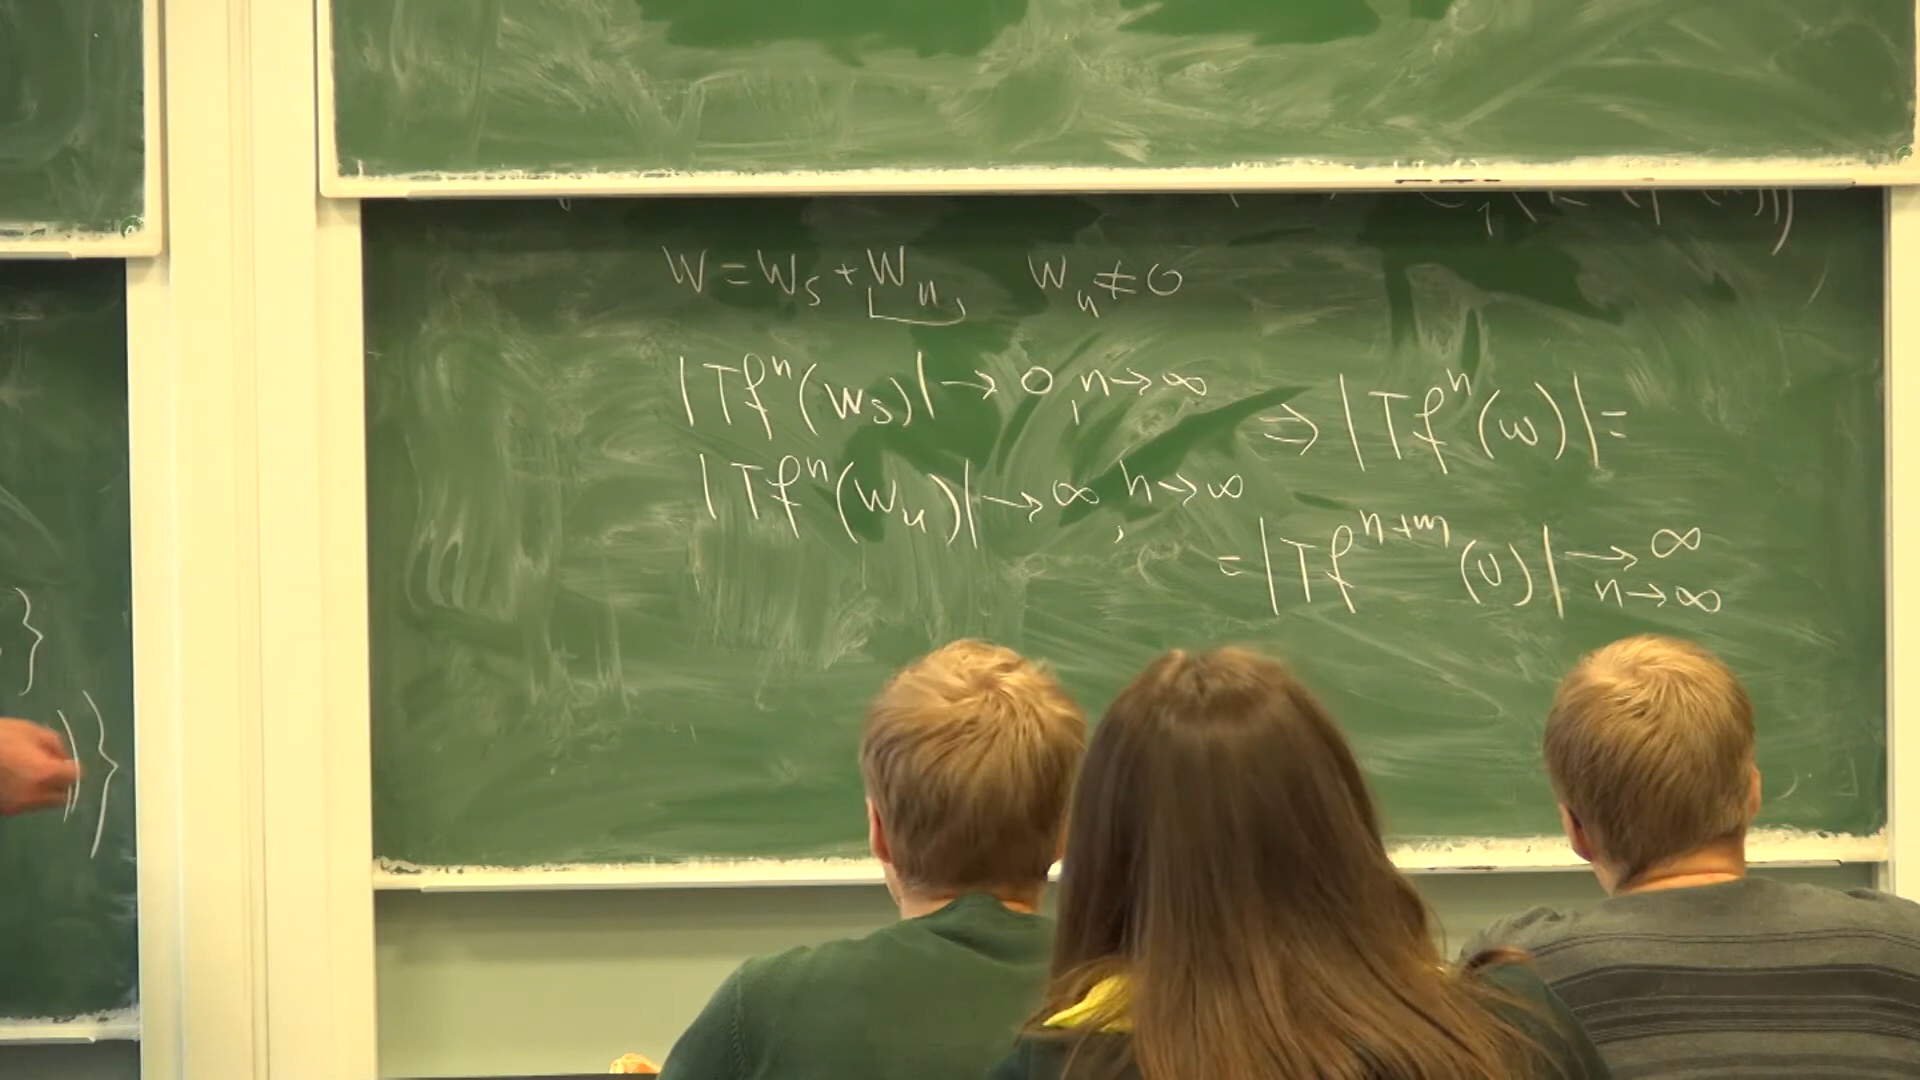 W = W_s + W_u   W_u ≠ 0
|Tf^n(W_s)| → 0, n → ∞
⇒ |Tf^n(w)| =
|Tf^n(W_u)| → ∞, n → ∞
= |Tf^{n+m}(v)| → ∞
n → ∞